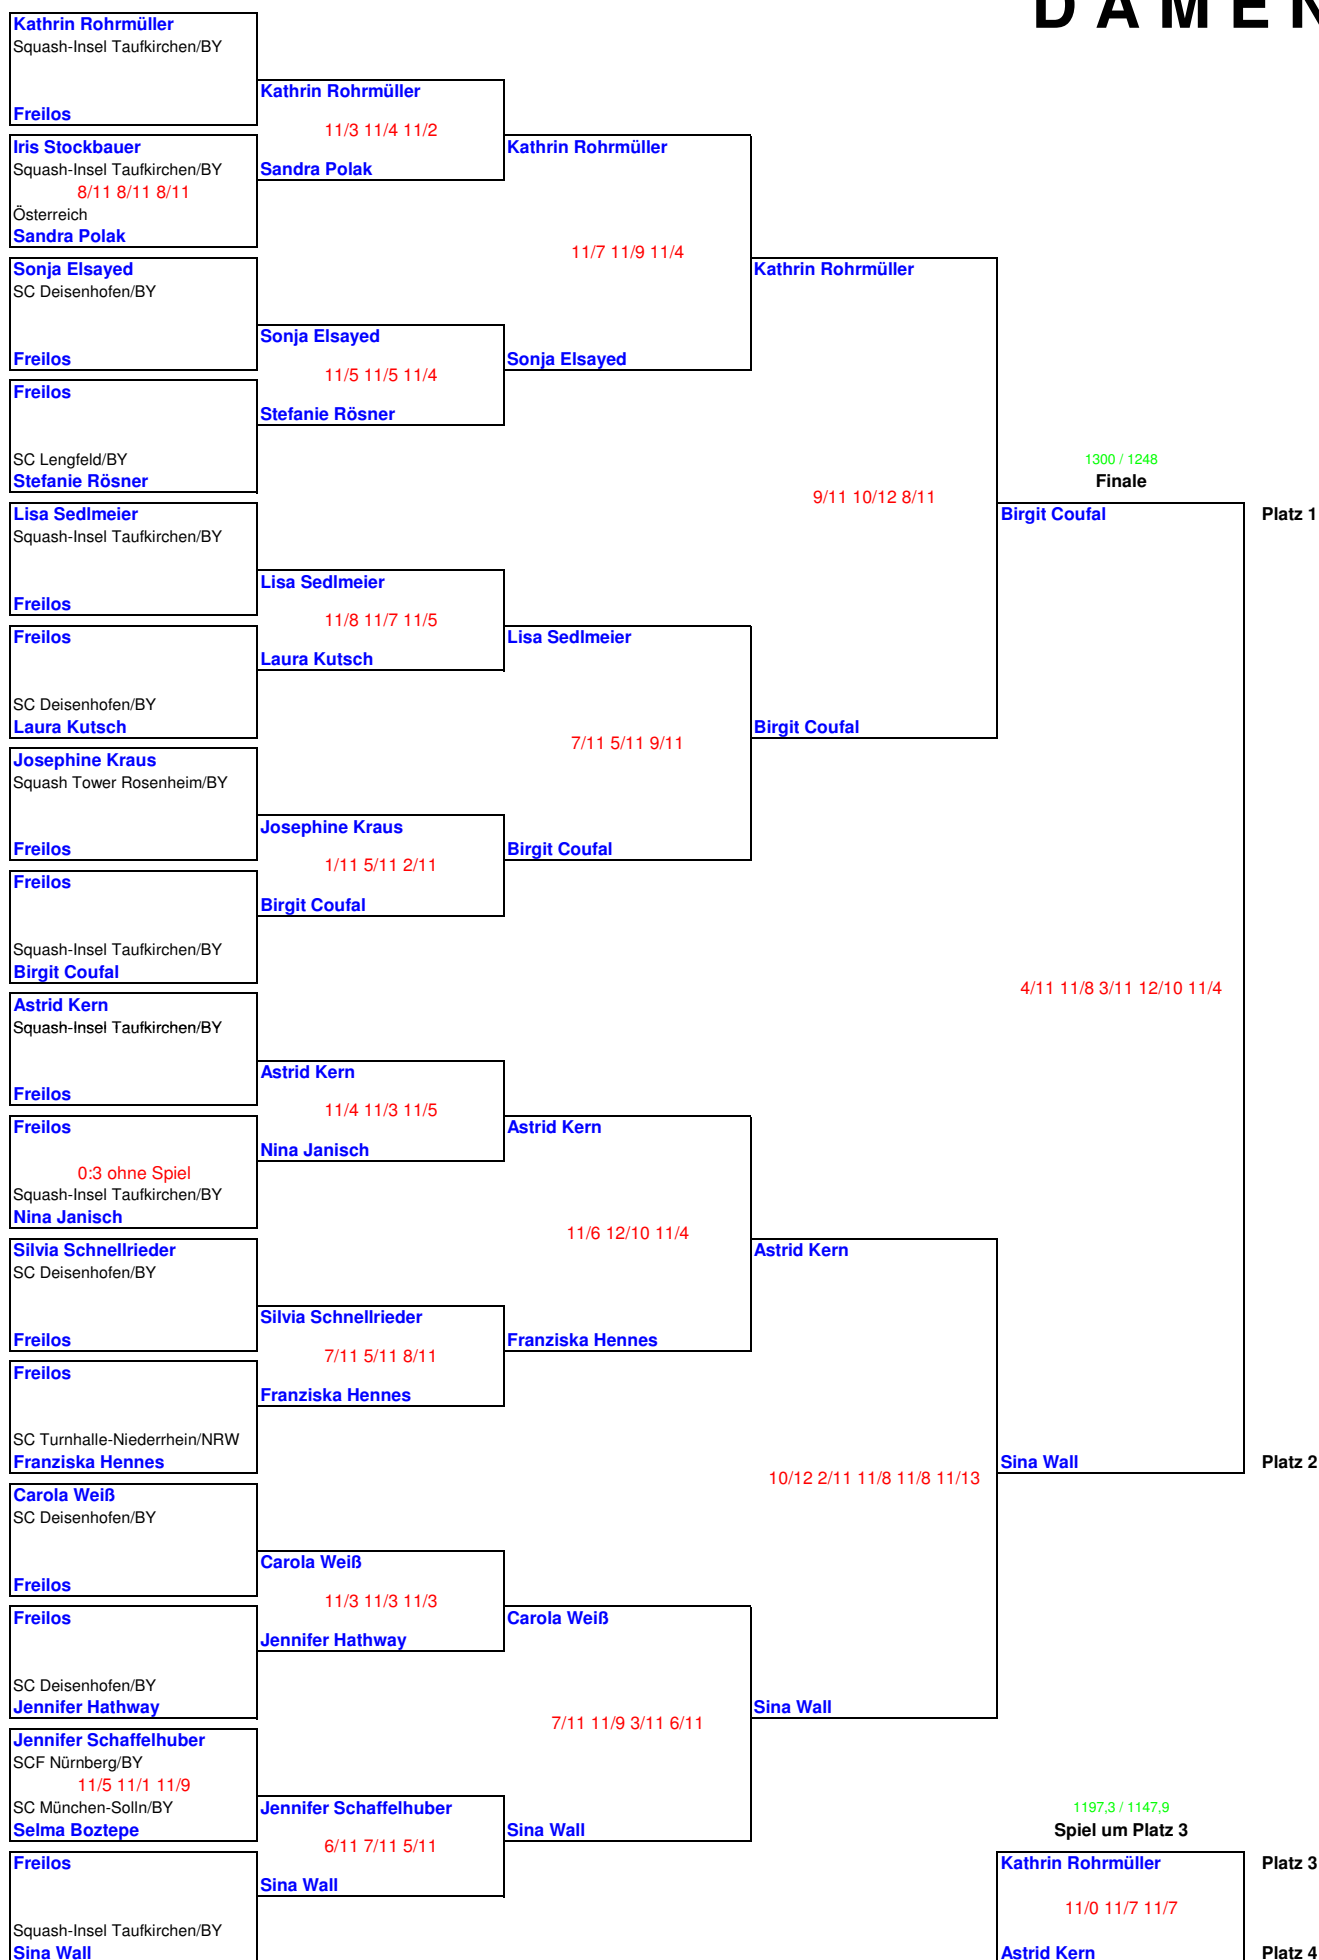 DAMEN
Kathrin Rohrmüller
Squash-Insel Taufkirchen/BY
Freilos
Iris Stockbauer
Squash-Insel Taufkirchen/BY
8/11 8/11 8/11
Österreich
Sandra Polak
Sonja Elsayed
SC Deisenhofen/BY
Freilos
Freilos
SC Lengfeld/BY
Stefanie Rösner
Lisa Sedlmeier
Squash-Insel Taufkirchen/BY
Freilos
Freilos
SC Deisenhofen/BY
Laura Kutsch
Josephine Kraus
Squash Tower Rosenheim/BY
Freilos
Freilos
Squash-Insel Taufkirchen/BY
Birgit Coufal
Astrid Kern
Squash-Insel Taufkirchen/BY
Freilos
Freilos
0:3 ohne Spiel
Squash-Insel Taufkirchen/BY
Nina Janisch
Silvia Schnellrieder
SC Deisenhofen/BY
Freilos
Freilos
SC Turnhalle-Niederrhein/NRW
Franziska Hennes
Carola Weiß
SC Deisenhofen/BY
Freilos
Freilos
SC Deisenhofen/BY
Jennifer Hathway
Jennifer Schaffelhuber
SCF Nürnberg/BY
11/5 11/1 11/9
SC München-Solln/BY
Selma Boztepe
Freilos
Squash-Insel Taufkirchen/BY
Sina Wall
Kathrin Rohrmüller
11/3 11/4 11/2
Sandra Polak
Sonja Elsayed
11/5 11/5 11/4
Stefanie Rösner
Lisa Sedlmeier
11/8 11/7 11/5
Laura Kutsch
Josephine Kraus
1/11 5/11 2/11
Birgit Coufal
Astrid Kern
11/4 11/3 11/5
Nina Janisch
Silvia Schnellrieder
7/11 5/11 8/11
Franziska Hennes
Carola Weiß
11/3 11/3 11/3
Jennifer Hathway
Jennifer Schaffelhuber
6/11 7/11 5/11
Sina Wall
Kathrin Rohrmüller
11/7 11/9 11/4
Sonja Elsayed
Lisa Sedlmeier
7/11 5/11 9/11
Birgit Coufal
Astrid Kern
11/6 12/10 11/4
Franziska Hennes
Carola Weiß
7/11 11/9 3/11 6/11
Sina Wall
Kathrin Rohrmüller
9/11 10/12 8/11
Birgit Coufal
Astrid Kern
10/12 2/11 11/8 11/8 11/13
Sina Wall
1300 / 1248
Finale
Birgit Coufal Platz 1
4/11 11/8 3/11 12/10 11/4
Sina Wall Platz 2
1197,3 / 1147,9
Spiel um Platz 3
Kathrin Rohrmüller Platz 3
11/0 11/7 11/7
Astrid Kern Platz 4